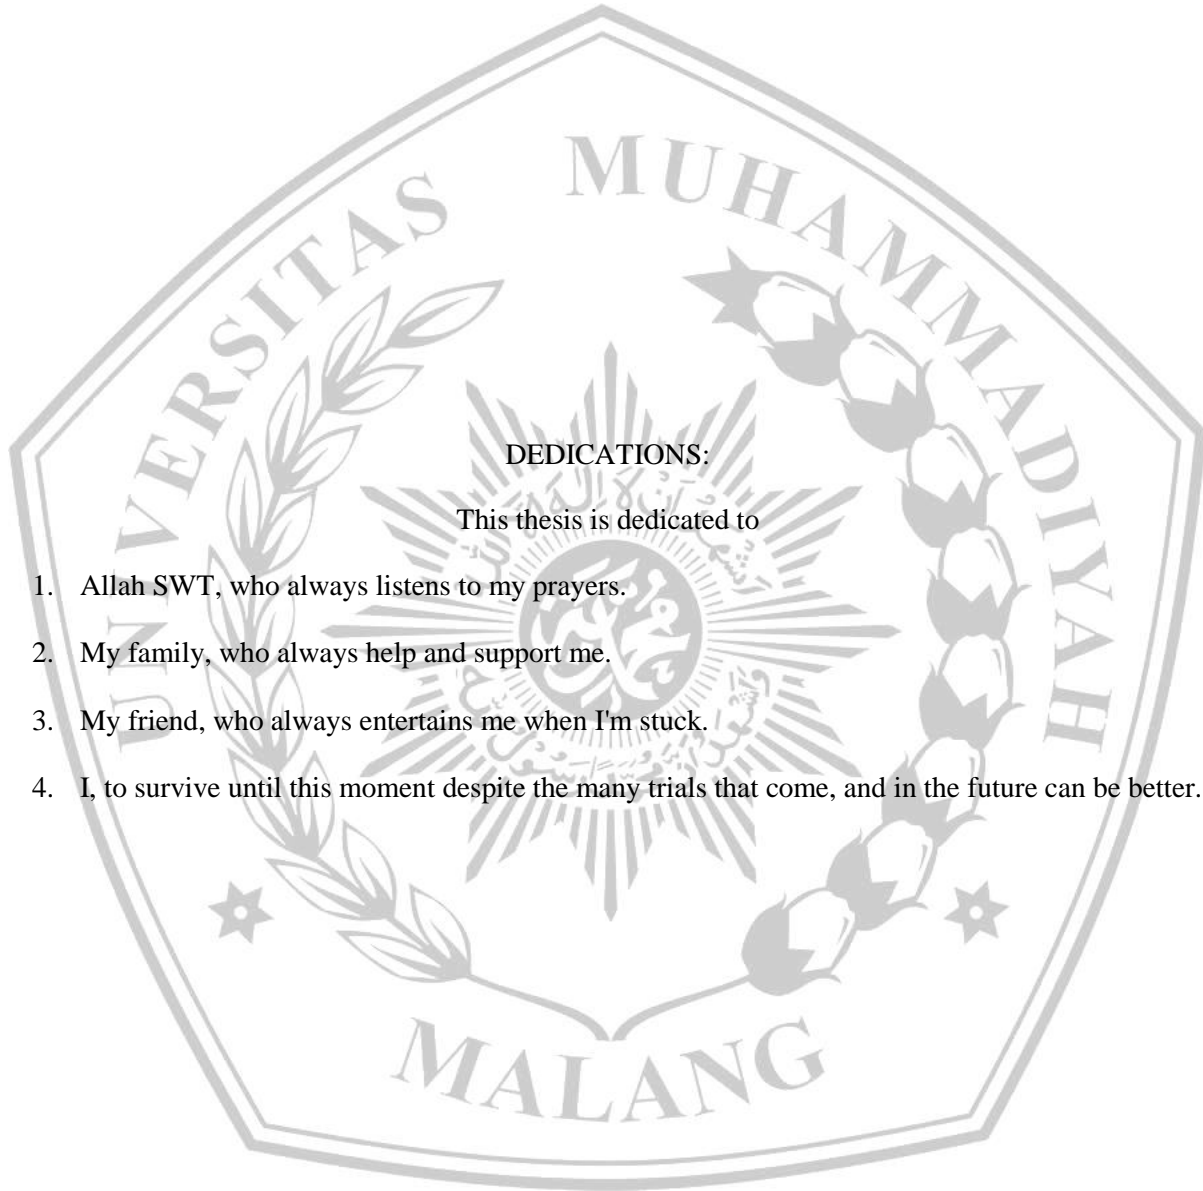 UNIVERSITAS MUHAMMADIYAH
DEDICATIONS:
This thesis is dedicated to
1. Allah SWT, who always listens to my prayers.
2. My family, who always help and support me.
3. My friend, who always entertains me when I'm stuck.
4. I, to survive until this moment despite the many trials that come, and in the future can be better.
MALANG